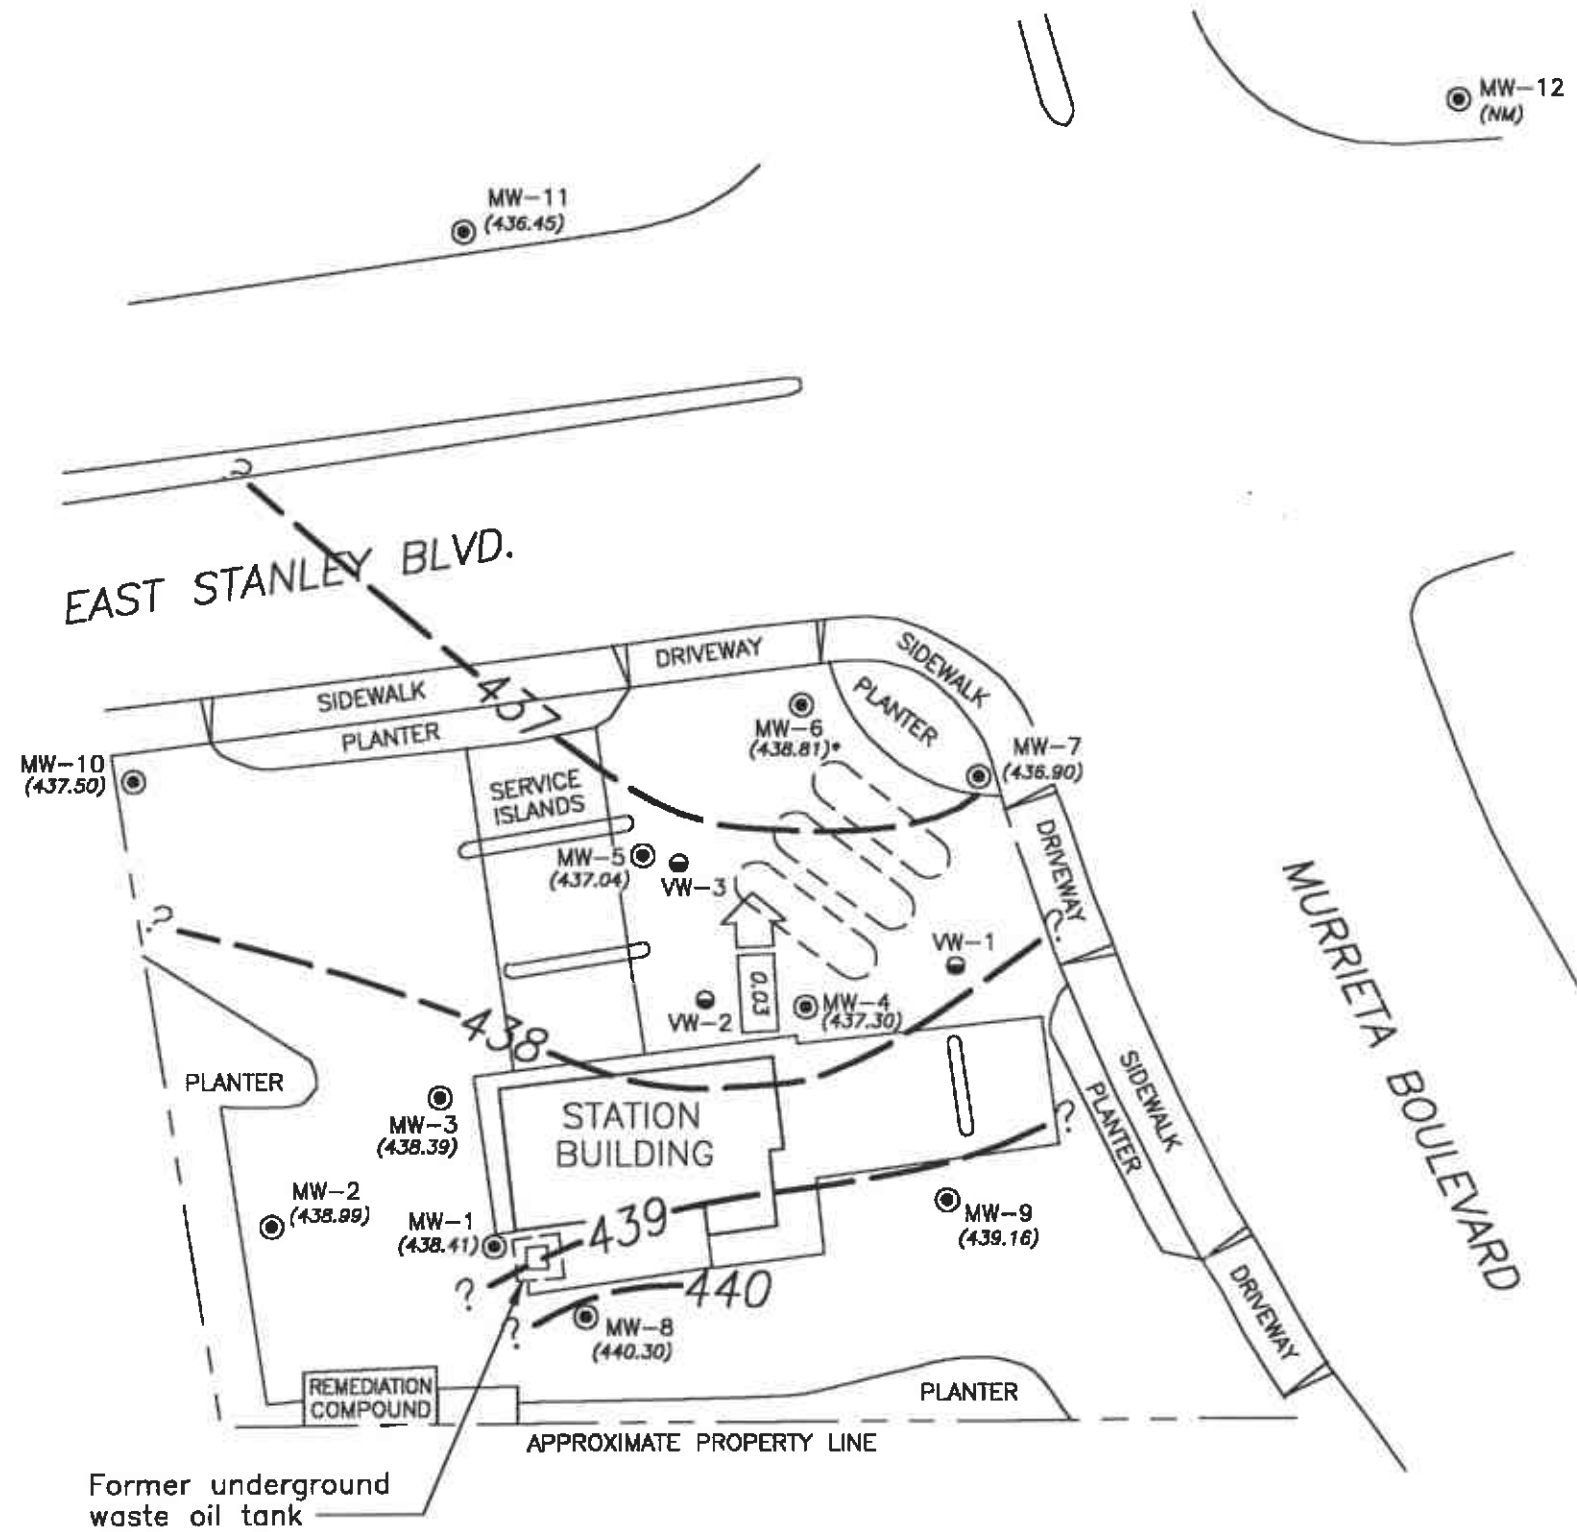 MW-12
(NM)
MW-11
(436.45)
?
EAST STANLEY BLVD.
SIDEWALK
DRIVEWAY
SIDEWALK
PLANTER
437
PLANTER
MW-6
(438.81)*
MW-7
(436.90)
MW-10
(437.50)
SERVICE
ISLANDS
MW-5
(437.04)
VW-3
DRIVEWAY
?
?
VW-1
0.03
VW-2
MW-4
(437.30)
438
MURRIETA BOULEVARD
PLANTER
SIDEWALK
PLANTER
MW-3
(438.39)
STATION
BUILDING
?
MW-2
(438.99)
MW-1
(438.41)
439
MW-9
(439.16)
?
440
?
MW-8
(440.30)
DRIVEWAY
REMEDIATION
COMPOUND
PLANTER
APPROXIMATE PROPERTY LINE
Former underground
waste oil tank